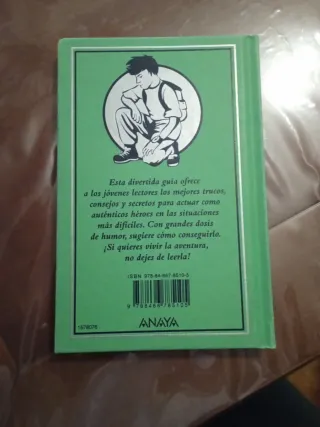 Esta divertida guía ofrece
a los jóvenes lectores los mejores trucos,
consejos y secretos para actuar como
auténticos héroes en las situaciones
más difíciles. Con grandes dosis
de humor, sugiere cómo conseguirlo.
¡Si quieres vivir la aventura,
no dejes de leerla!
ISBN
ANAYA